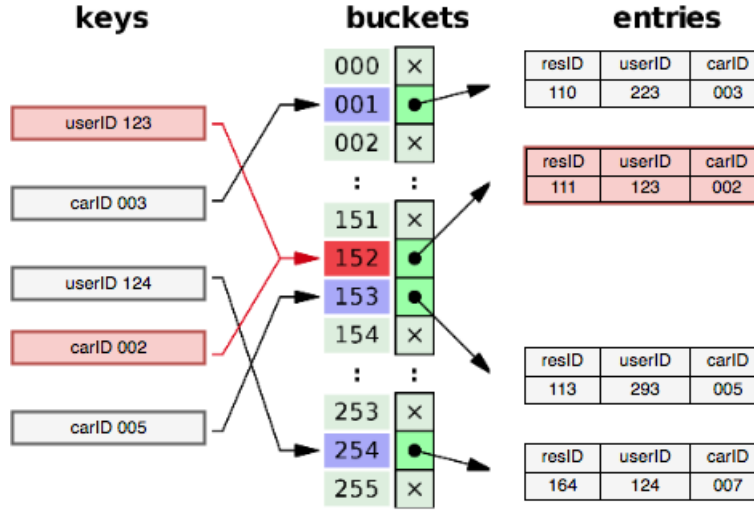 keys
buckets
entries
userID 123
carID 003
userID 124
carID 002
carID 005
000 ×
001
002 ×
: :
151 ×
152
153
154 ×
: :
253 ×
254
255 ×
resID userID carID
110 223 003
resID userID carID
111 123 002
resID userID carID
113 293 005
resID userID carID
164 124 007